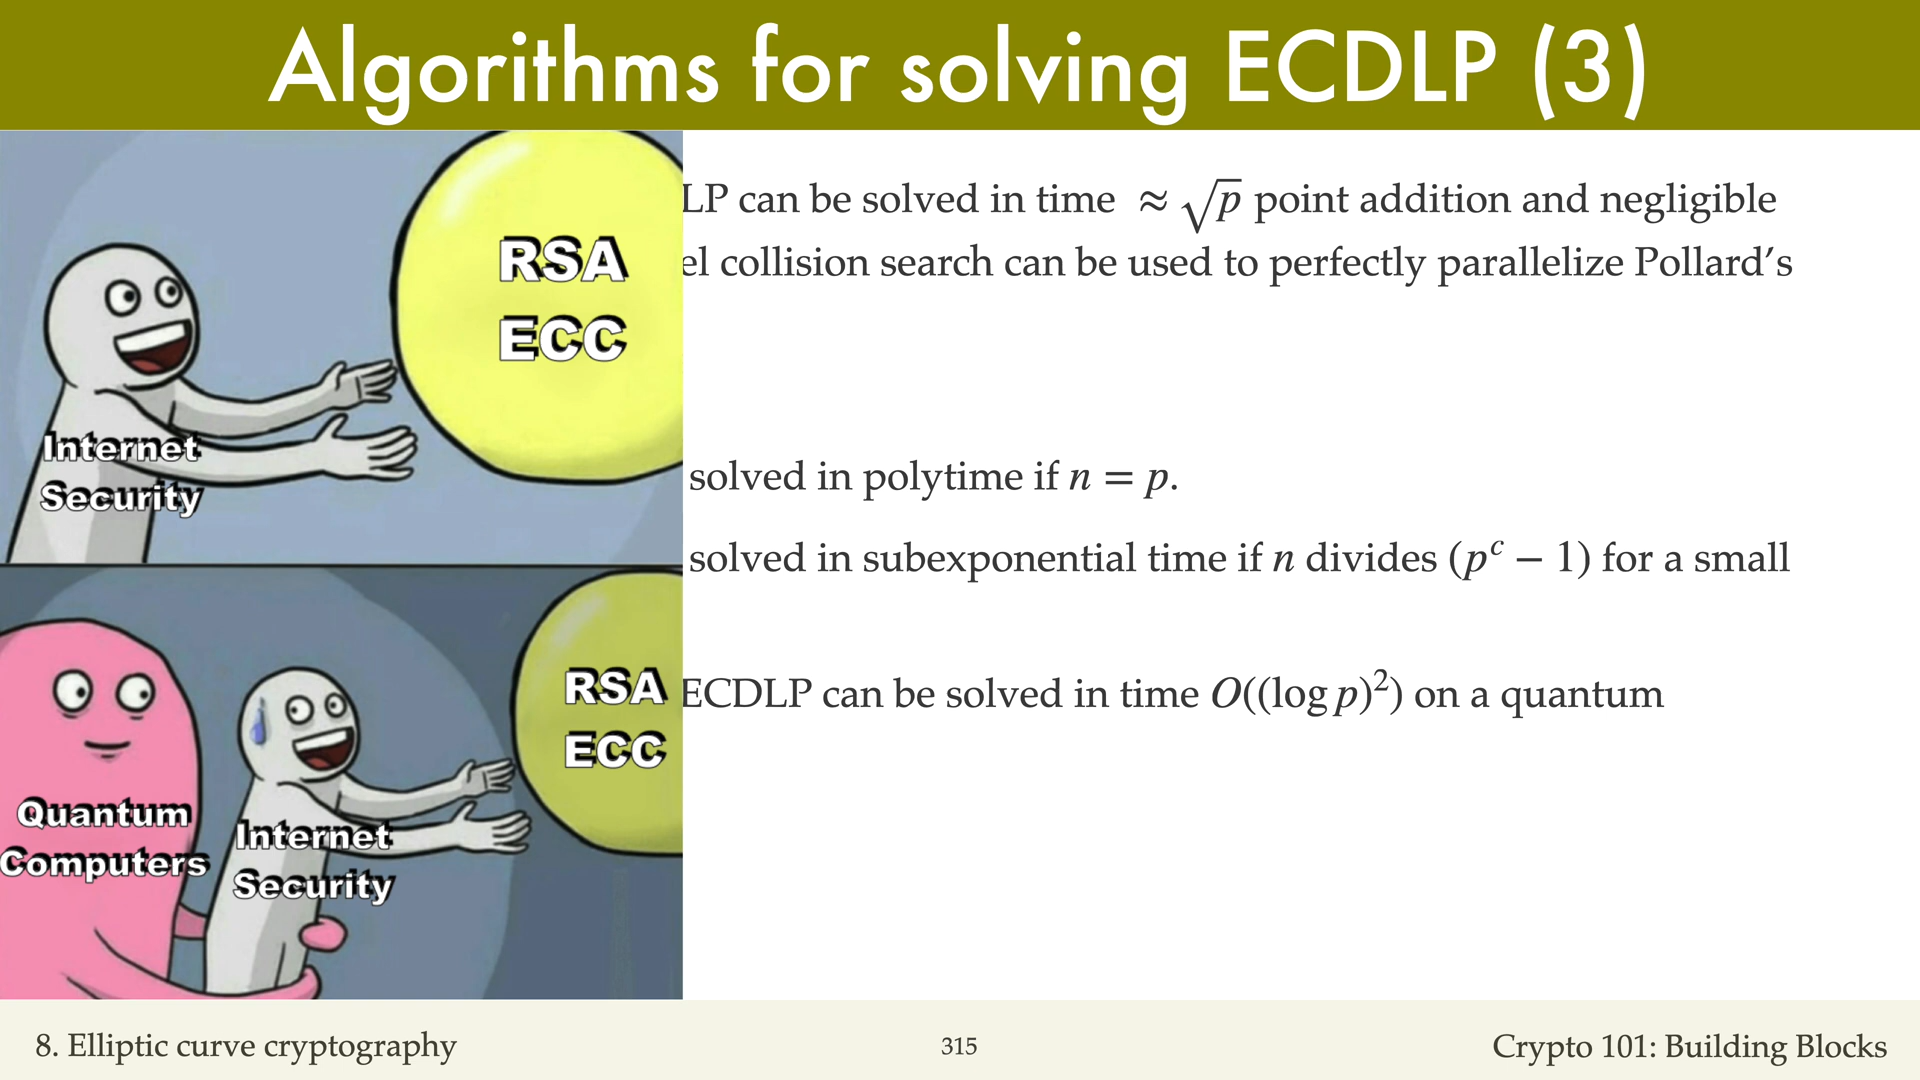 Algorithms for solving ECDLP (3)
RSA
ECC
Internet
Security
RSA
ECC
Quantum
Computers
Internet
Security
LP can be solved in time ≈ √p point addition and negligible
el collision search can be used to perfectly parallelize Pollard’s
solved in polytime if n = p.
solved in subexponential time if n divides (pᶜ − 1) for a small
ECDLP can be solved in time O((log p)²) on a quantum
8. Elliptic curve cryptography
315
Crypto 101: Building Blocks